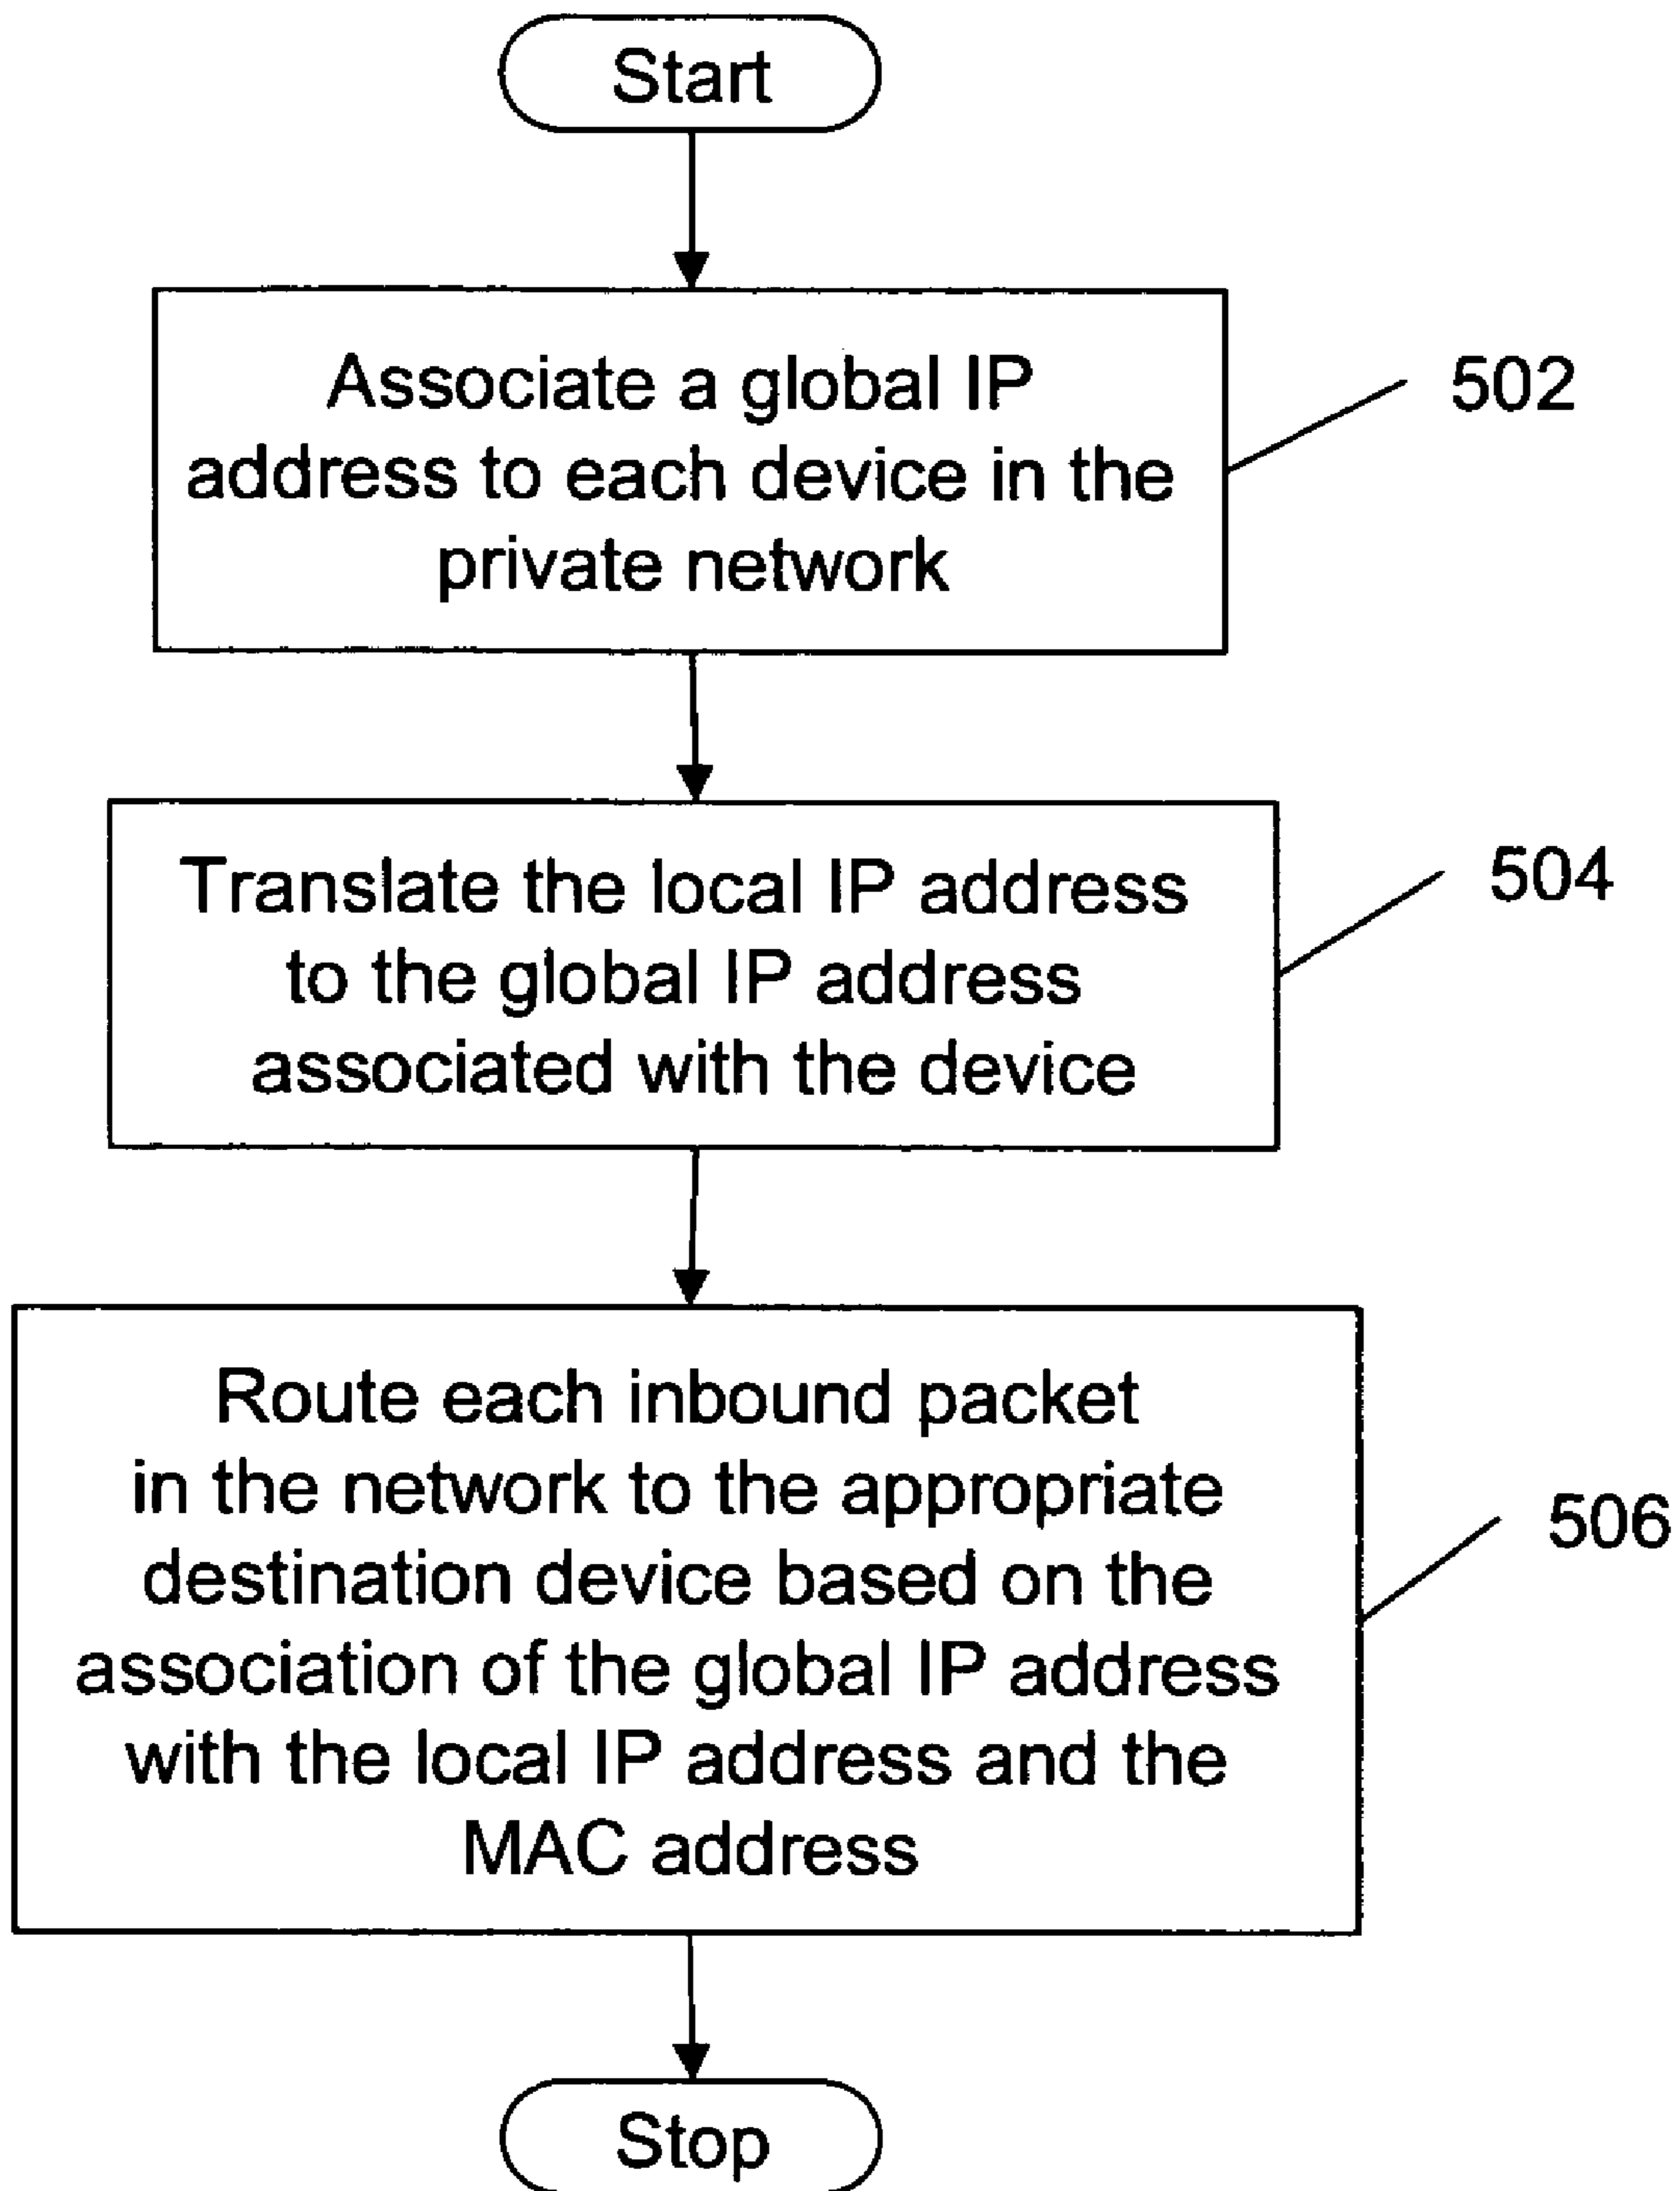 Start
Associate a global IP
address to each device in the
private network
502
Translate the local IP address
to the global IP address
associated with the device
504
Route each inbound packet
in the network to the appropriate
destination device based on the
association of the global IP address
with the local IP address and the
MAC address
506
Stop